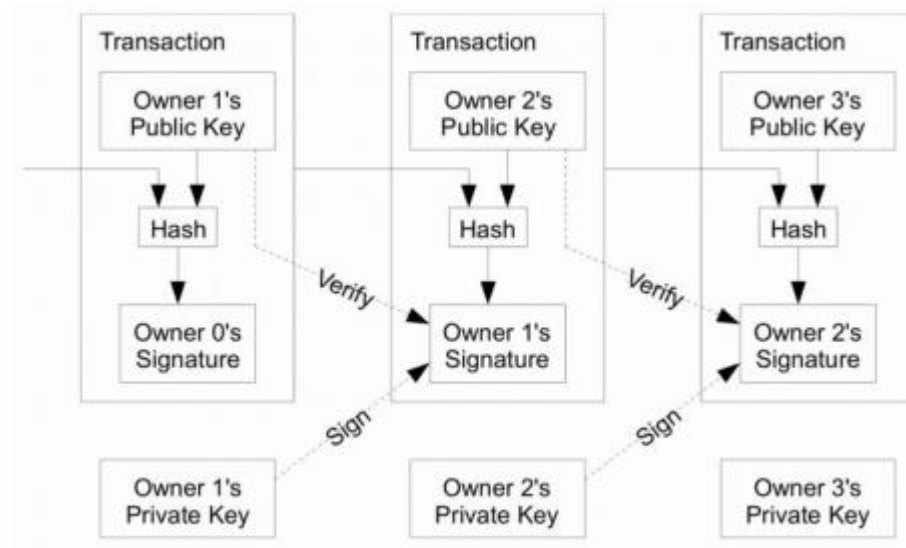 Transaction
Transaction
Transaction
Owner 1's
Public Key
Owner 2's
Public Key
Owner 3's
Public Key
Hash
Hash
Hash
Verify
Verify
Owner 0's
Signature
Owner 1's
Signature
Owner 2's
Signature
Sign
Sign
Owner 1's
Private Key
Owner 2's
Private Key
Owner 3's
Private Key